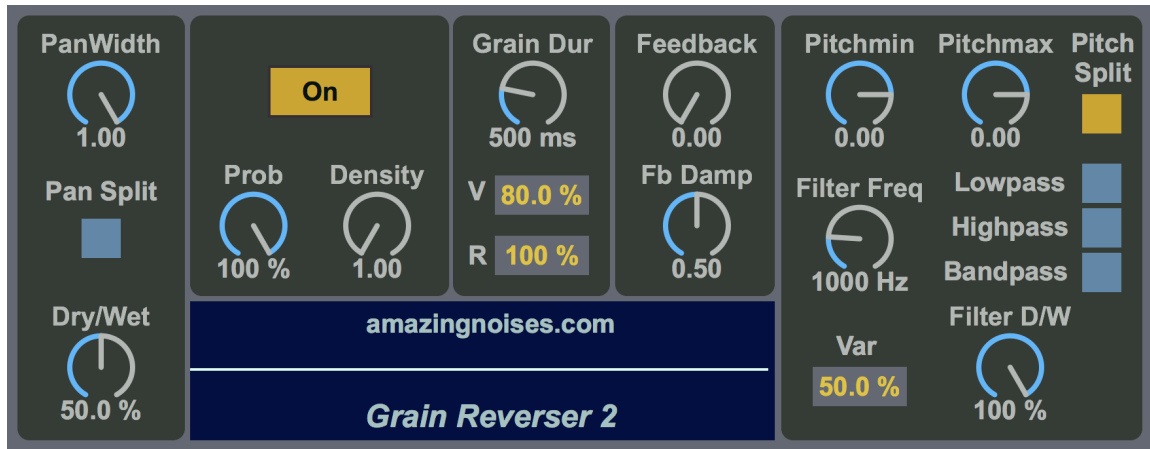 PanWidth
1.00
Pan Split
Dry/Wet
50.0 %
On
Prob
100 %
Density
1.00
Grain Dur
500 ms
V 80.0 %
R 100 %
Feedback
0.00
Fb Damp
0.50
amazingnoises.com
Grain Reverser 2
Pitchmin
0.00
Pitchmax
0.00
Pitch
Split
Filter Freq
1000 Hz
Lowpass
Highpass
Bandpass
Var
50.0 %
Filter D/W
100 %